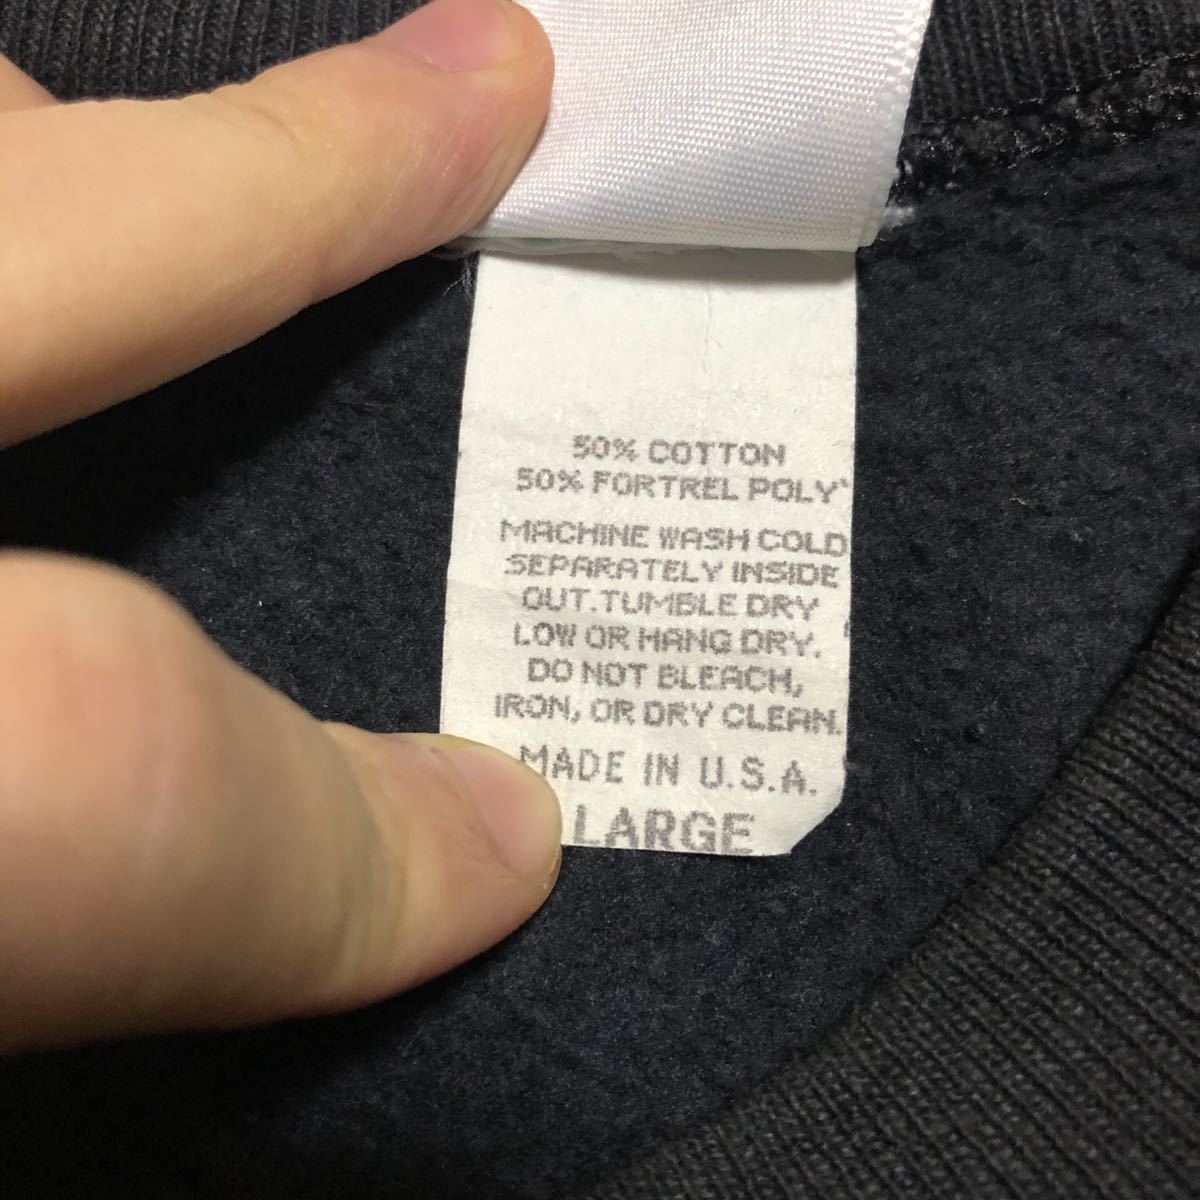 50% COTTON
50% FORTREL POLY
MACHINE WASH COLD
SEPARATELY INSIDE
OUT. TUMBLE DRY
LOW OR HANG DRY.
DO NOT BLEACH,
IRON, OR DRY CLEAN.
MADE IN U.S.A.
LARGE